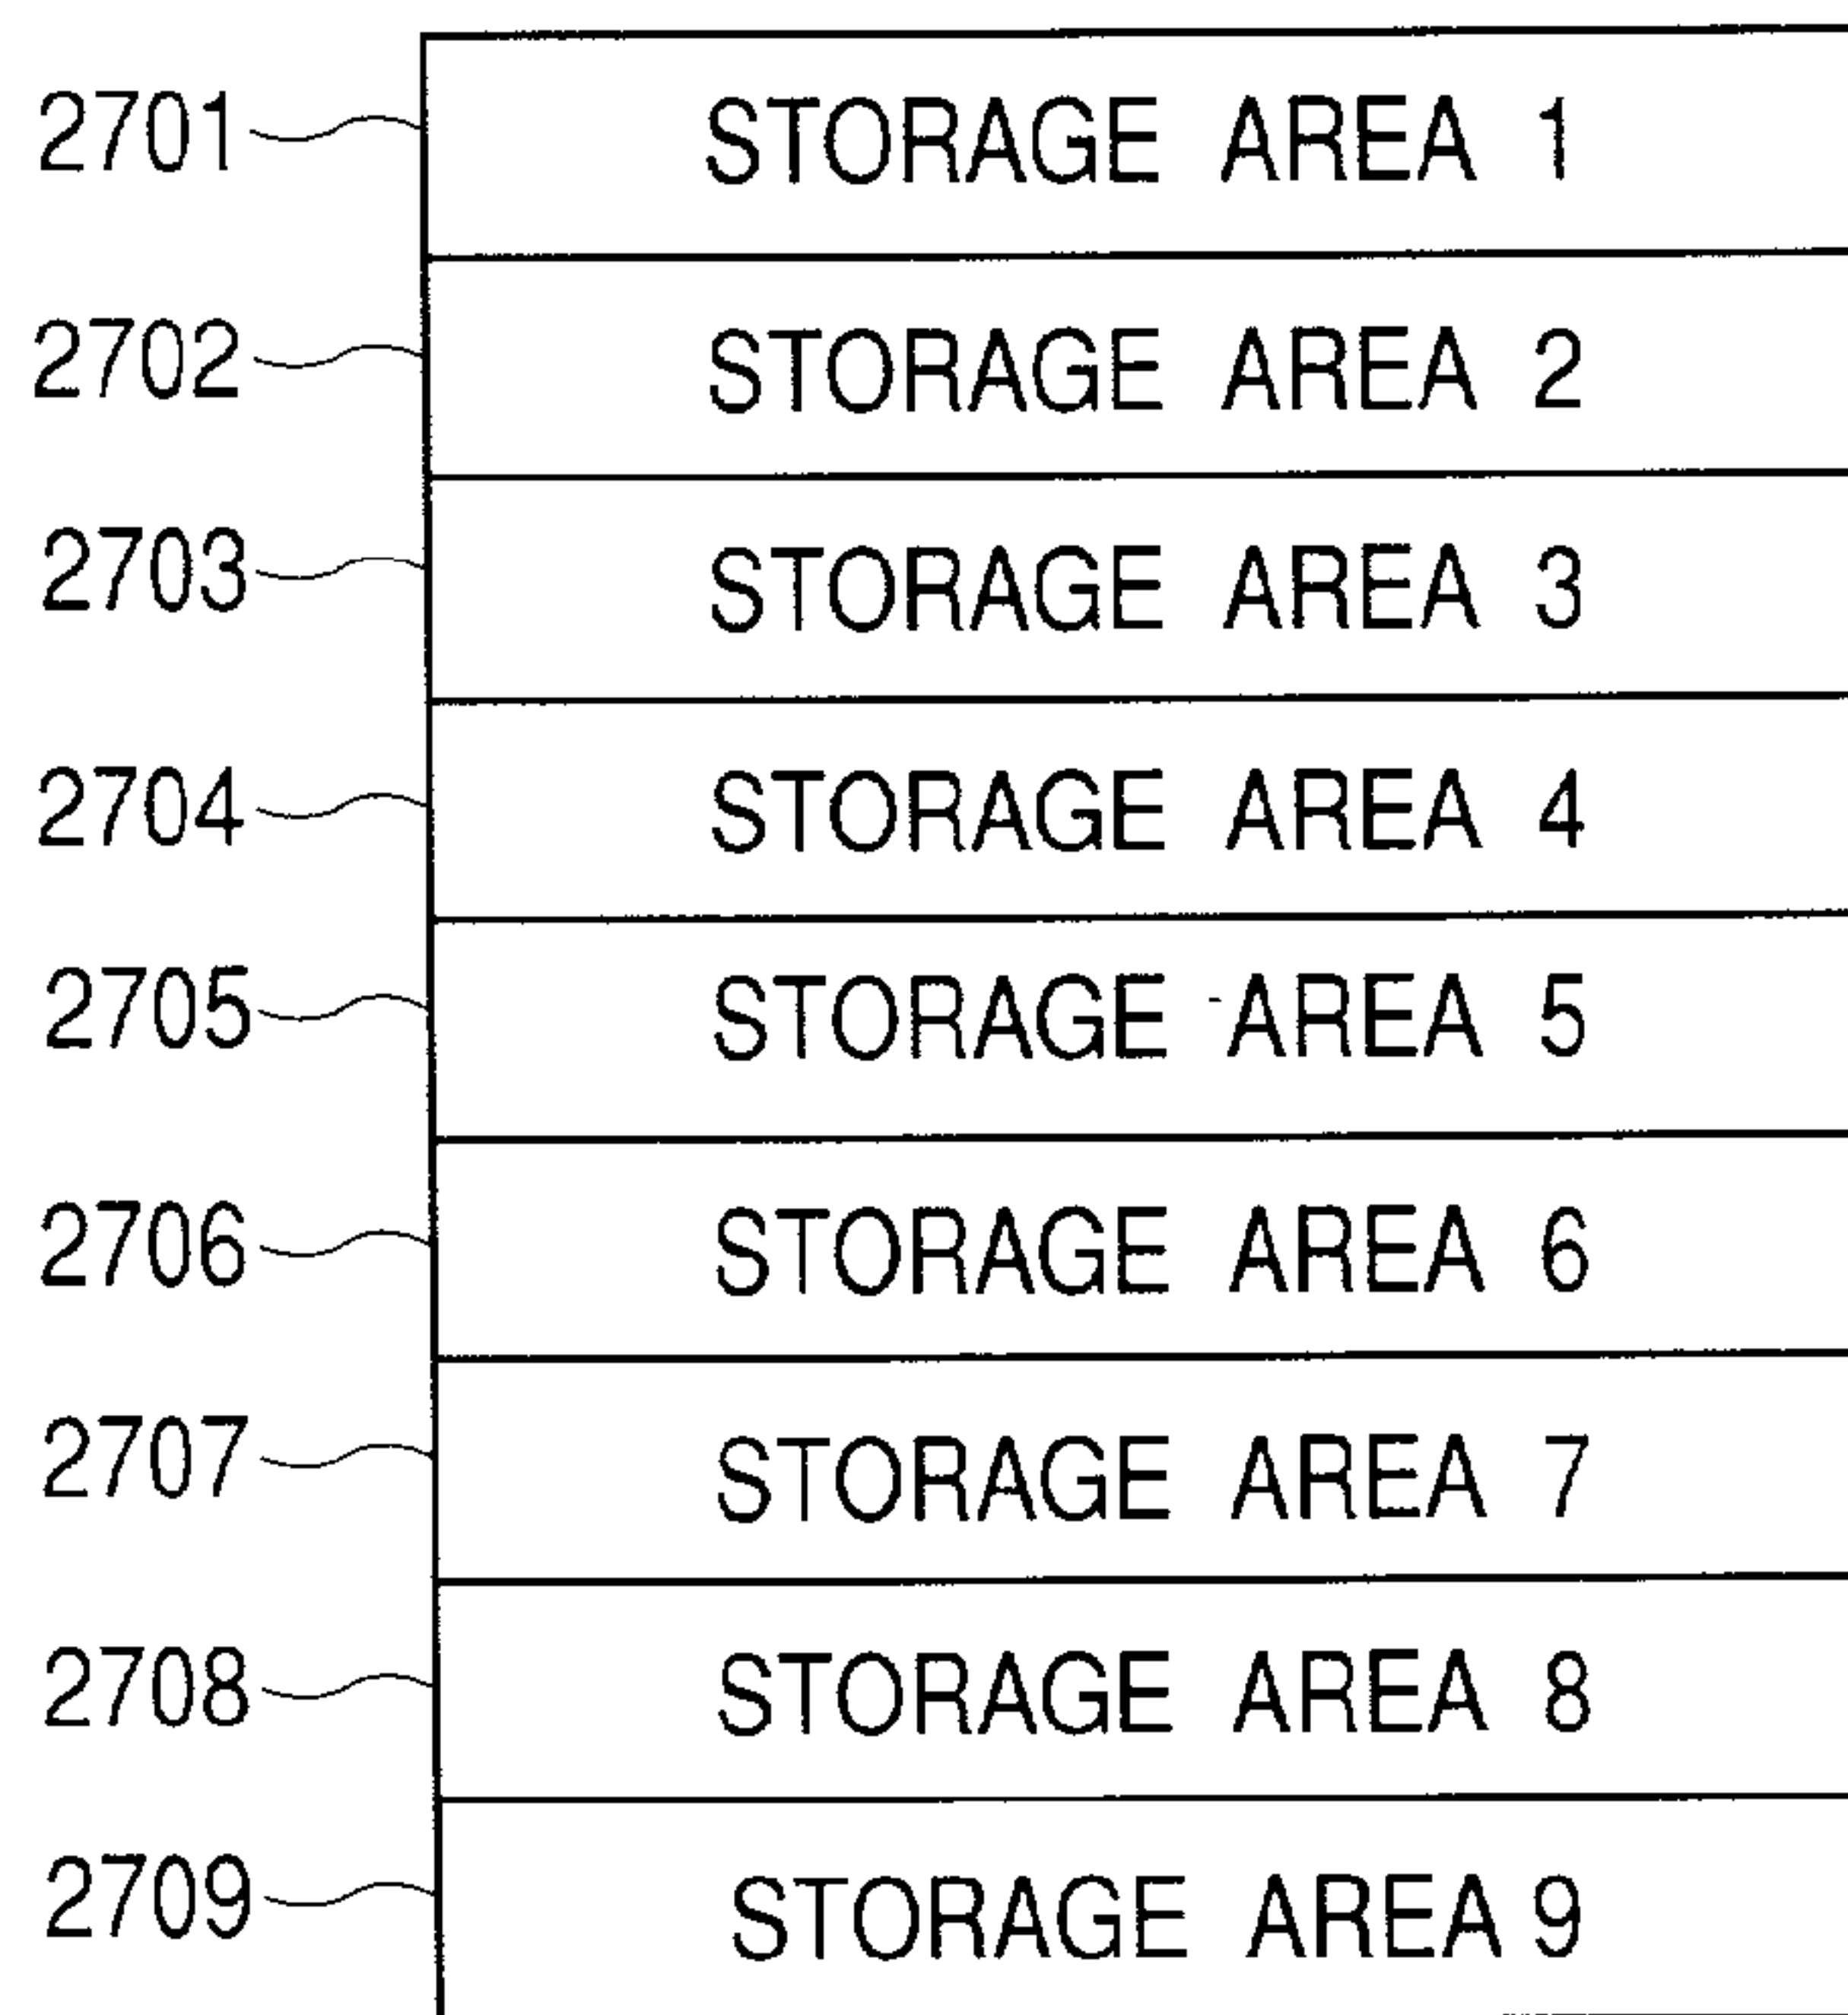 2701 STORAGE AREA 1
2702 STORAGE AREA 2
2703 STORAGE AREA 3
2704 STORAGE AREA 4
2705 STORAGE AREA 5
2706 STORAGE AREA 6
2707 STORAGE AREA 7
2708 STORAGE AREA 8
2709 STORAGE AREA 9